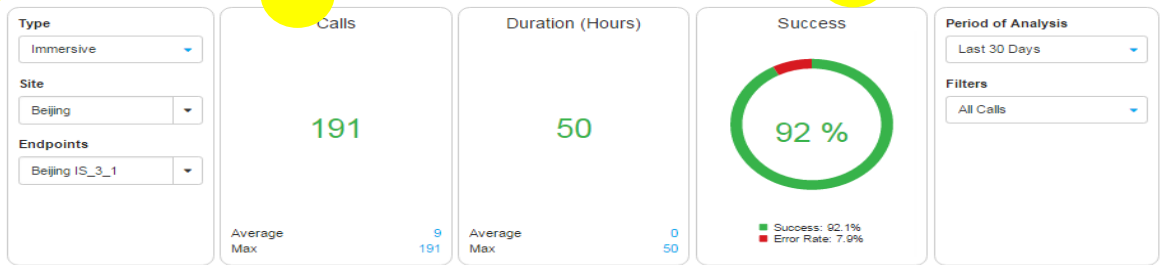 Type
Immersive
Site
Beijing
Endpoints
Beijing IS_3_1
Calls
191
Average 9
Max 191
Duration (Hours)
50
Average 0
Max 50
Success
92 %
Success: 92.1%
Error Rate: 7.9%
Period of Analysis
Last 30 Days
Filters
All Calls